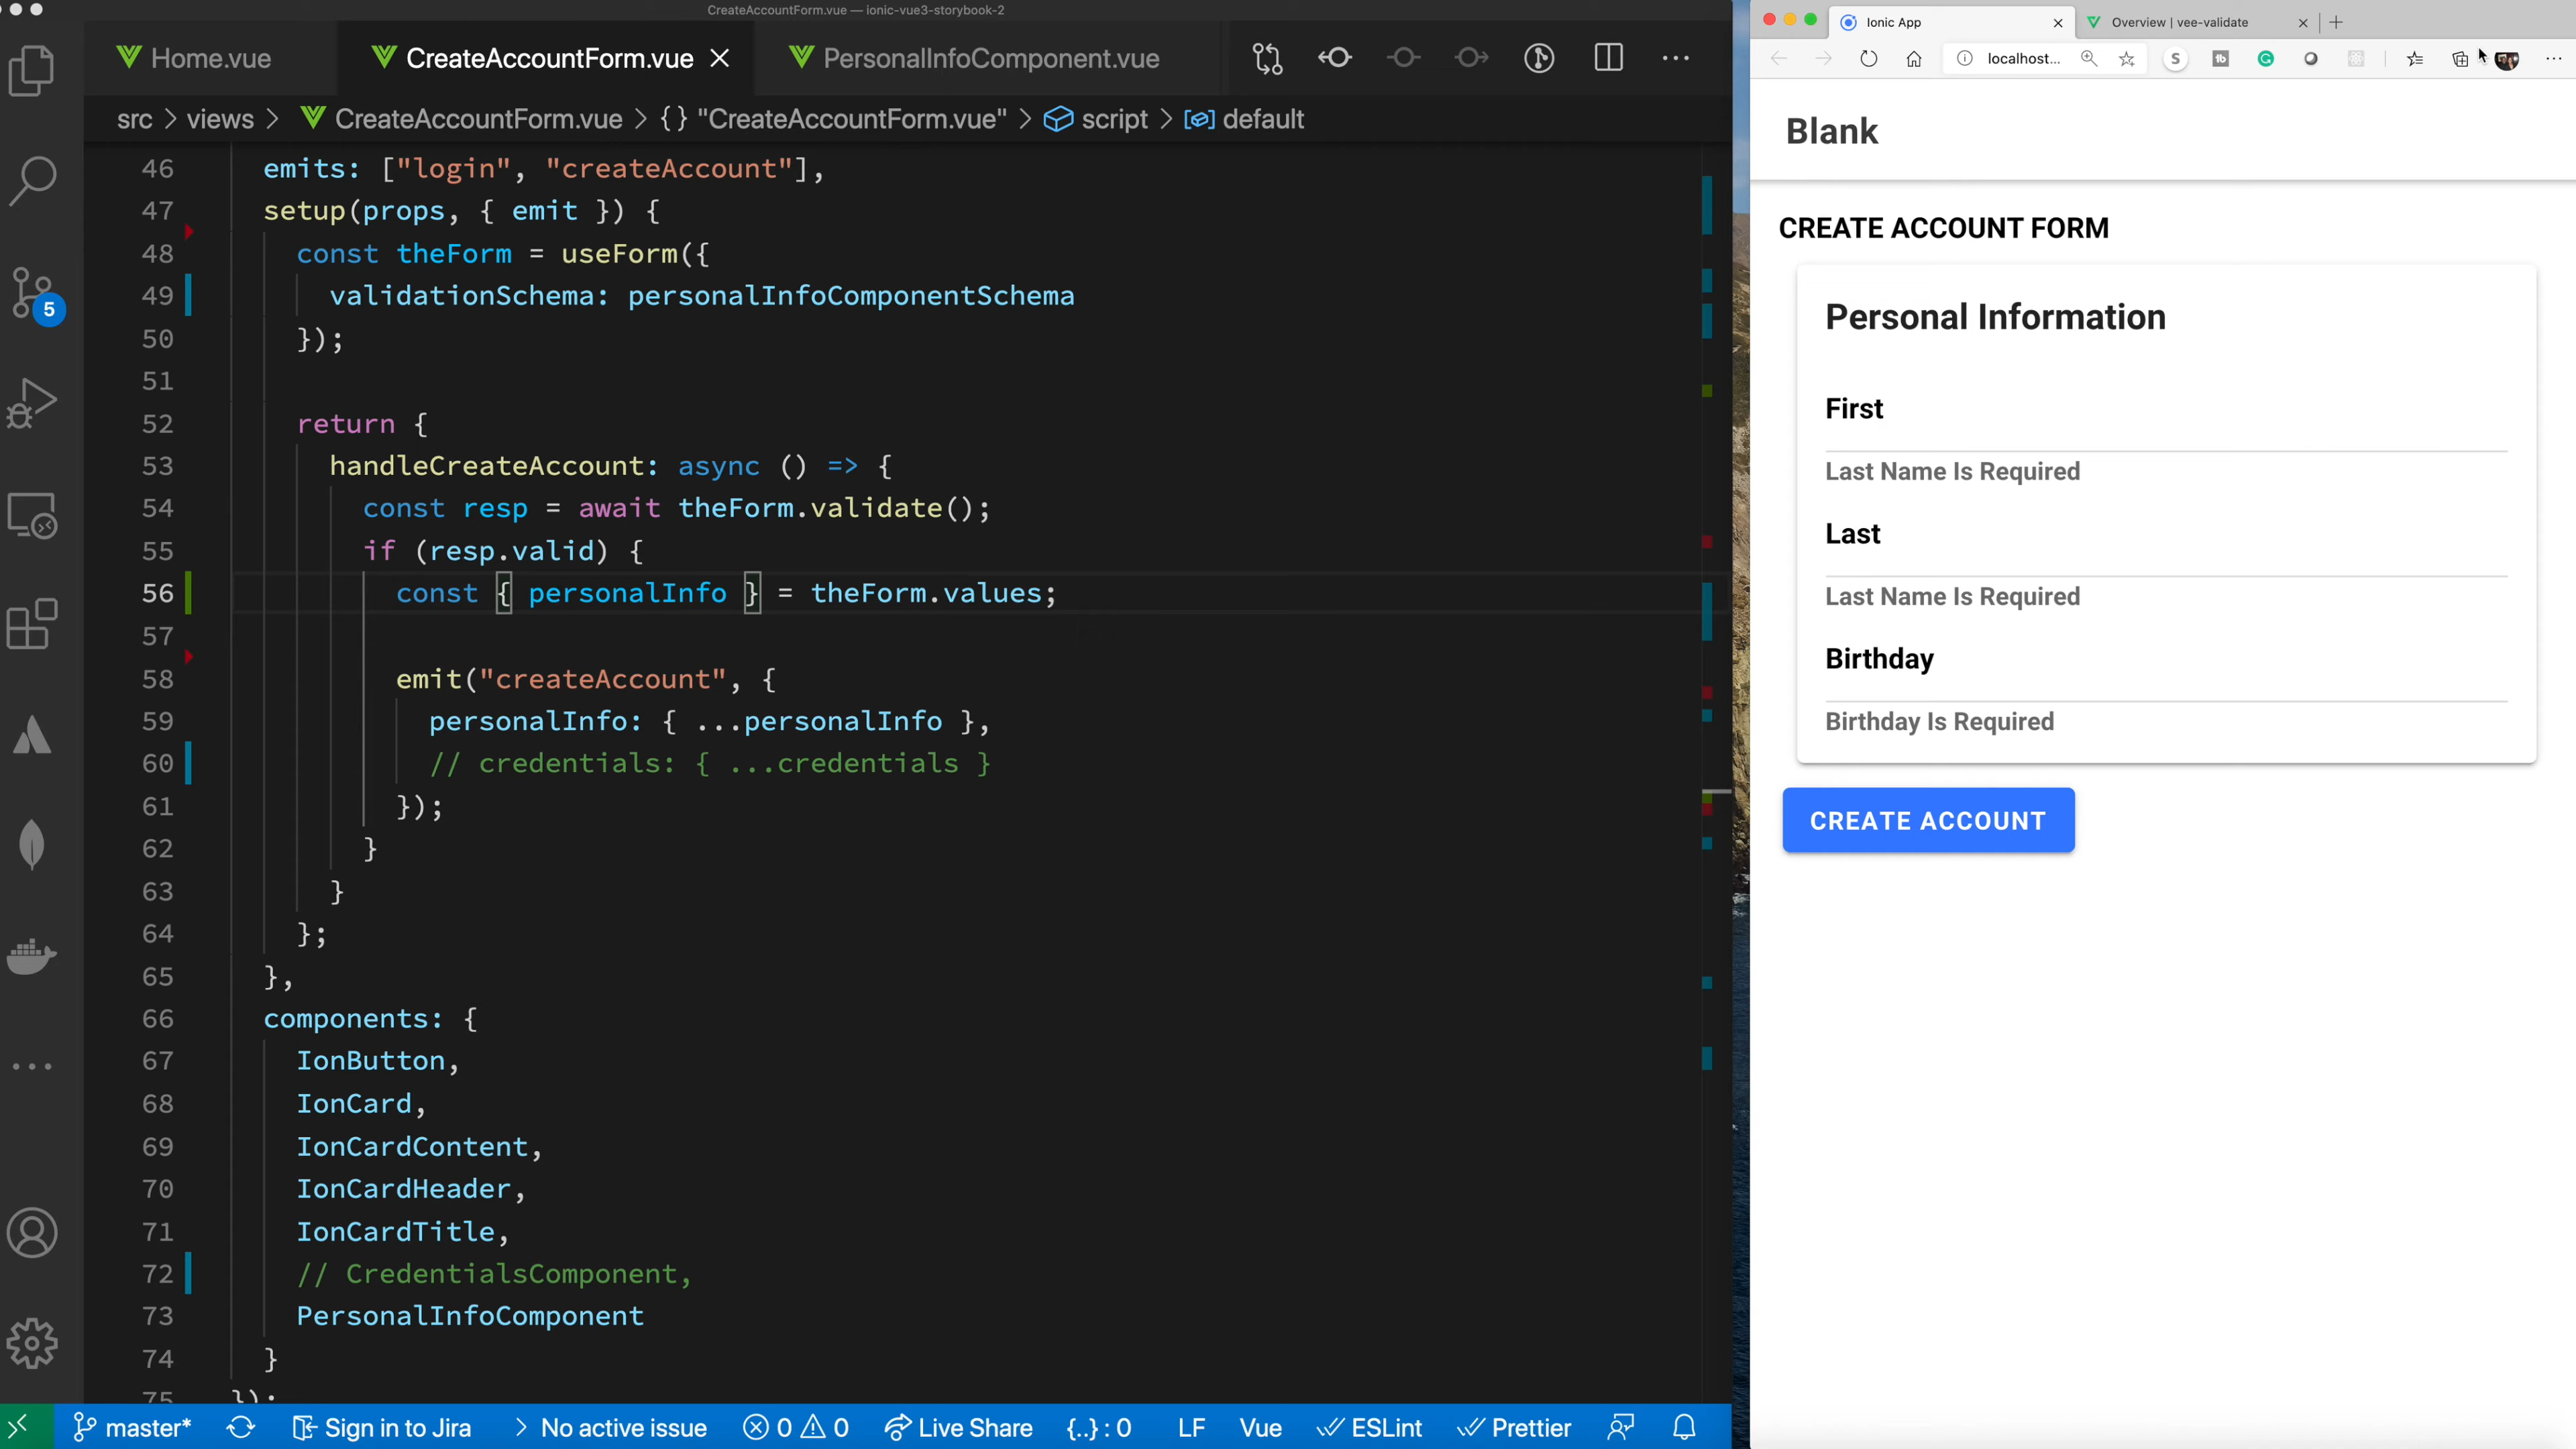 CreateAccountForm.vue — ionic-vue3-storybook-2
Home.vue
CreateAccountForm.vue
PersonalInfoComponent.vue
src > views > CreateAccountForm.vue > {} "CreateAccountForm.vue" > script > default
46 emits: ["login", "createAccount"],
47 setup(props, { emit }) {
48 const theForm = useForm({
49 validationSchema: personalInfoComponentSchema
50 });
51
52 return {
53 handleCreateAccount: async () => {
54 const resp = await theForm.validate();
55 if (resp.valid) {
56 const { personalInfo } = theForm.values;
57
58 emit("createAccount", {
59 personalInfo: { ...personalInfo },
60 // credentials: { ...credentials }
61 });
62 }
63 }
64 };
65 },
66 components: {
67 IonButton,
68 IonCard,
69 IonCardContent,
70 IonCardHeader,
71 IonCardTitle,
72 // CredentialsComponent,
73 PersonalInfoComponent
74 }
75 });
5
master*
Sign in to Jira
No active issue
0
0
Live Share
{..} : 0
LF
Vue
ESLint
Prettier
Ionic App
Overview | vee-validate
localhost...
S
Blank
CREATE ACCOUNT FORM
Personal Information
First
Last Name Is Required
Last
Last Name Is Required
Birthday
Birthday Is Required
CREATE ACCOUNT